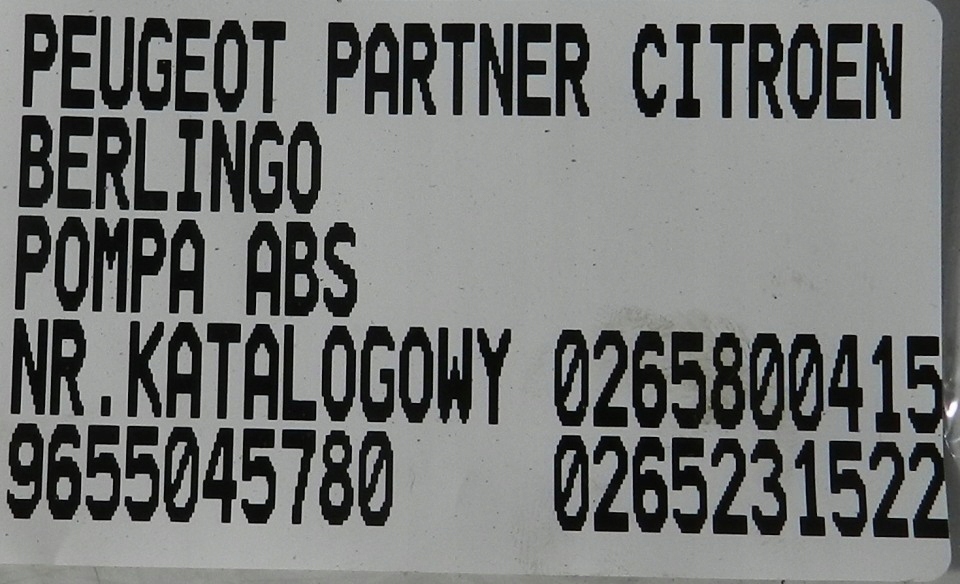 PEUGEOT PARTNER CITROEN
BERLINGO
POMPA ABS
NR.KATALOGOWY 0265800415
9655045780 0265231522